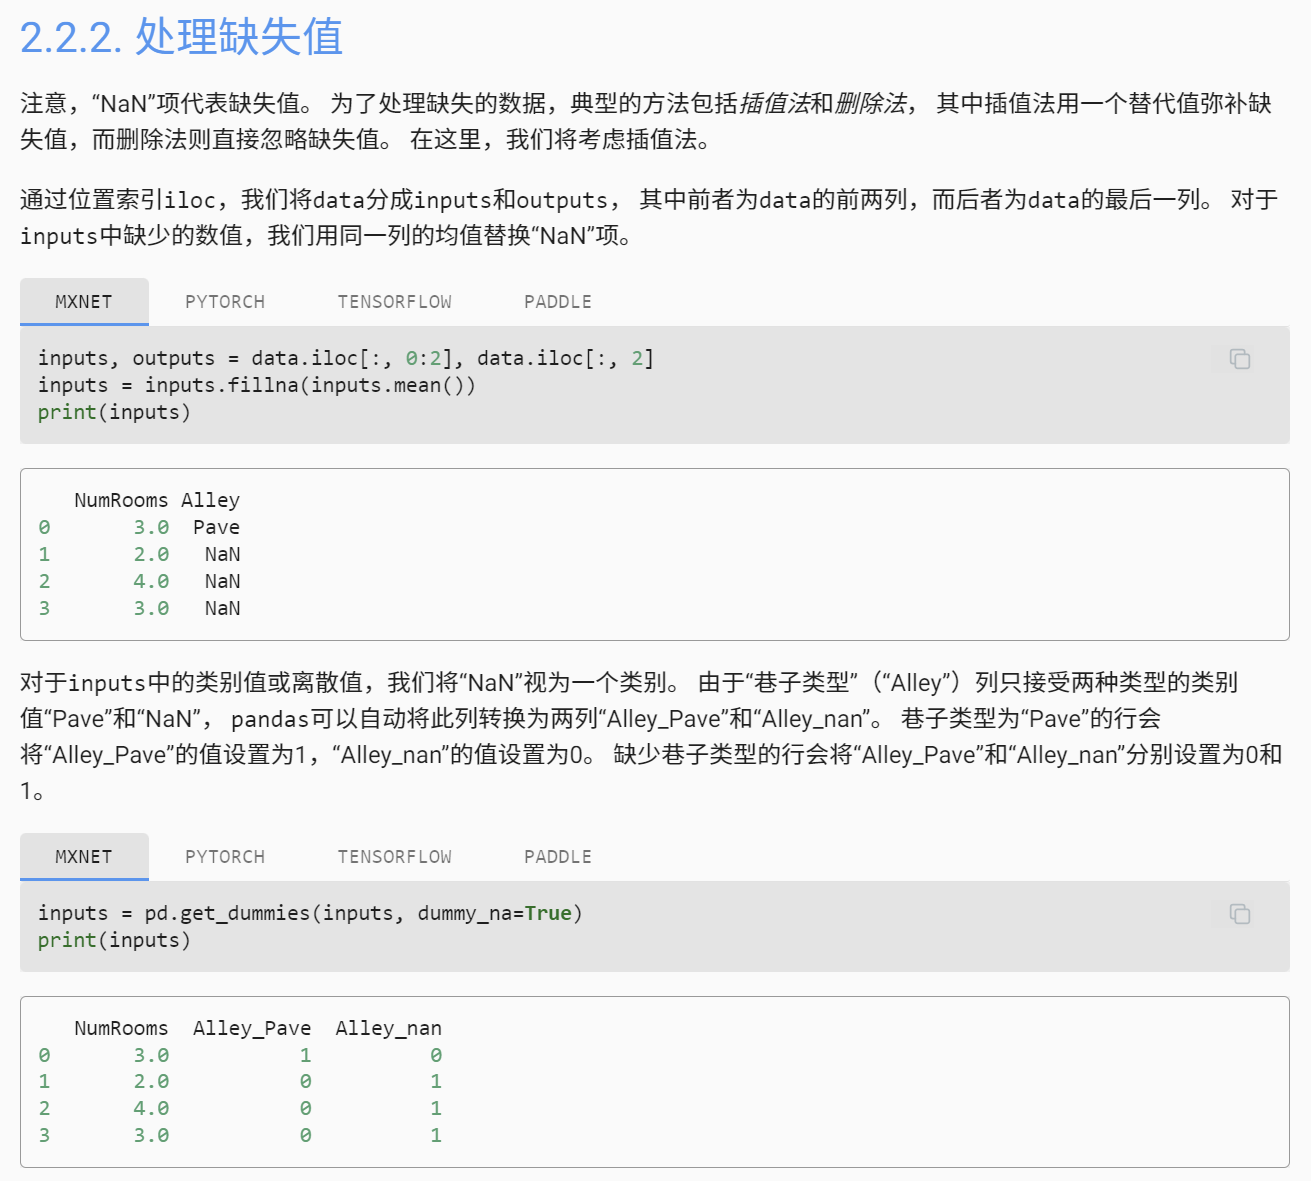 2.2.2. 处理缺失值
注意，“NaN”项代表缺失值。 为了处理缺失的数据，典型的方法包括插值法和删除法， 其中插值法用一个替代值弥补缺
失值，而删除法则直接忽略缺失值。 在这里，我们将考虑插值法。
通过位置索引iloc，我们将data分成inputs和outputs， 其中前者为data的前两列，而后者为data的最后一列。 对于
inputs中缺少的数值，我们用同一列的均值替换“NaN”项。
MXNET PYTORCH TENSORFLOW PADDLE
inputs, outputs = data.iloc[:, 0:2], data.iloc[:, 2]
inputs = inputs.fillna(inputs.mean())
print(inputs)
   NumRooms Alley
0       3.0  Pave
1       2.0   NaN
2       4.0   NaN
3       3.0   NaN
对于inputs中的类别值或离散值，我们将“NaN”视为一个类别。 由于“巷子类型”（“Alley”）列只接受两种类型的类别
值“Pave”和“NaN”， pandas可以自动将此列转换为两列“Alley_Pave”和“Alley_nan”。 巷子类型为“Pave”的行会
将“Alley_Pave”的值设置为1，“Alley_nan”的值设置为0。 缺少巷子类型的行会将“Alley_Pave”和“Alley_nan”分别设置为0和
1。
MXNET PYTORCH TENSORFLOW PADDLE
inputs = pd.get_dummies(inputs, dummy_na=True)
print(inputs)
   NumRooms  Alley_Pave  Alley_nan
0       3.0           1          0
1       2.0           0          1
2       4.0           0          1
3       3.0           0          1